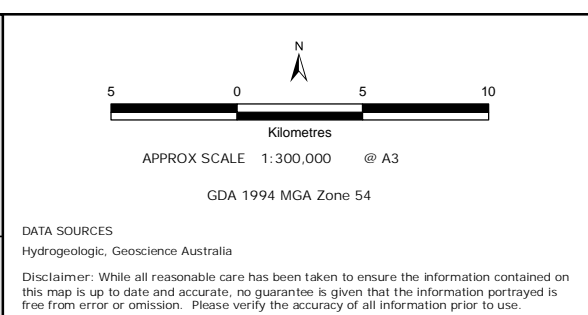 N
5 0 5 10
Kilometres
APPROX SCALE 1:300,000 @ A3
GDA 1994 MGA Zone 54
DATA SOURCES
Hydrogeologic, Geoscience Australia
Disclaimer: While all reasonable care has been taken to ensure the information contained on
this map is up to date and accurate, no guarantee is given that the information portrayed is
free from error or omission. Please verify the accuracy of all information prior to use.